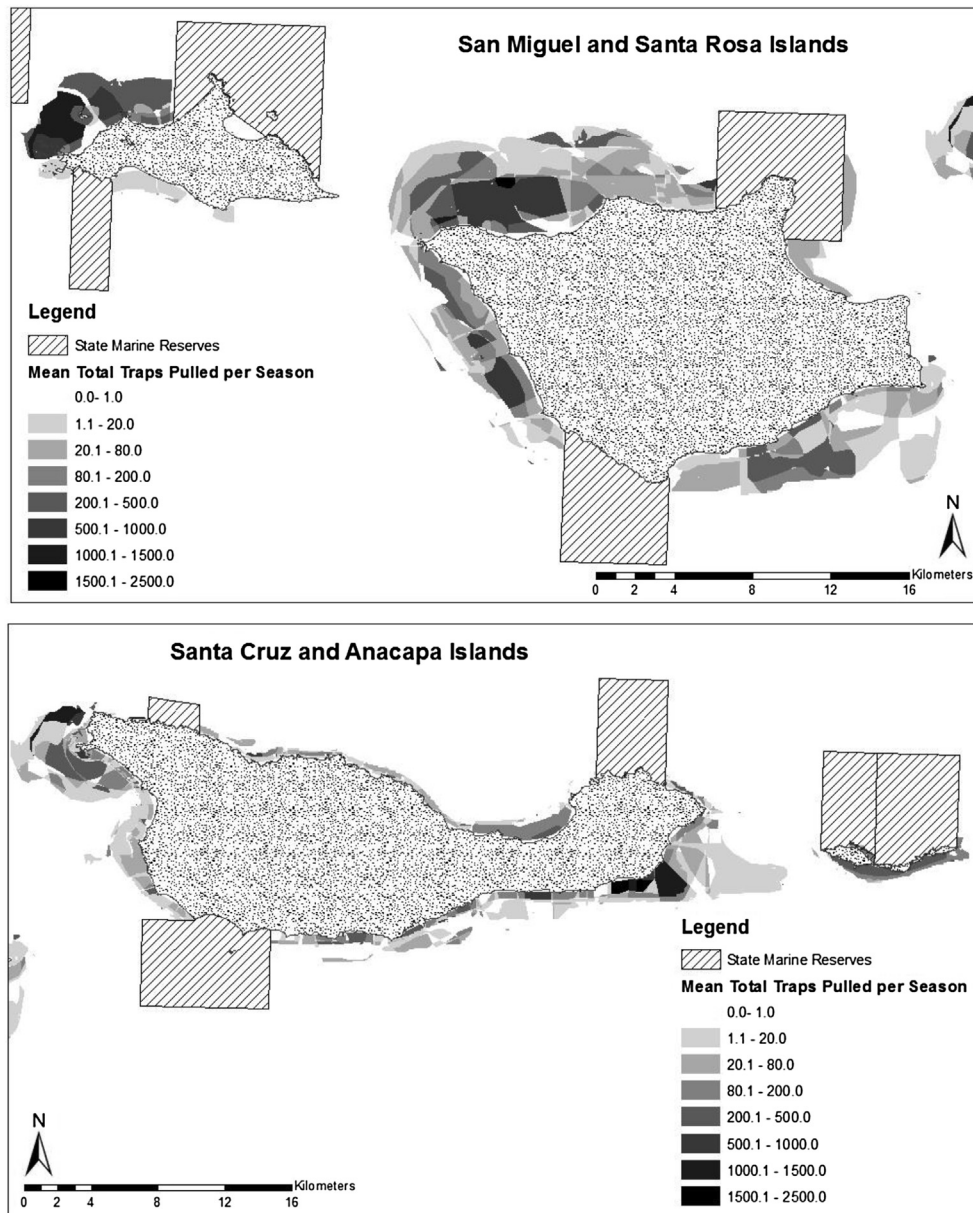 San Miguel and Santa Rosa Islands
Legend
State Marine Reserves
Mean Total Traps Pulled per Season
0.0- 1.0
1.1 - 20.0
20.1 - 80.0
80.1 - 200.0
200.1 - 500.0
500.1 - 1000.0
1000.1 - 1500.0
1500.1 - 2500.0
N
Kilometers
0 2 4 8 12 16
Santa Cruz and Anacapa Islands
Legend
State Marine Reserves
Mean Total Traps Pulled per Season
0.0- 1.0
1.1 - 20.0
20.1 - 80.0
80.1 - 200.0
200.1 - 500.0
500.1 - 1000.0
1000.1 - 1500.0
1500.1 - 2500.0
N
Kilometers
0 2 4 8 12 16